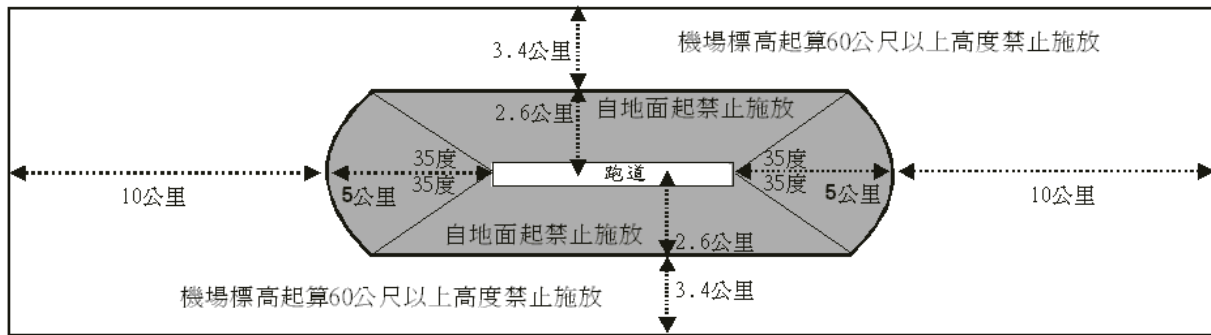 3.4公里
機場標高起算60公尺以上高度禁止施放
2.6公里
自地面起禁止施放
35度
35度
跑道
35度
35度
10公里
5公里
5公里
10公里
自地面起禁止施放
2.6公里
機場標高起算60公尺以上高度禁止施放
3.4公里